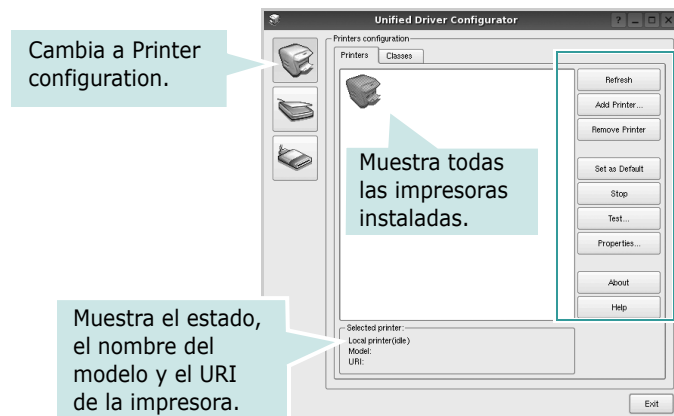 Unified Driver Configurator
Cambia a Printer
configuration.
Printers configuration
Printers Classes
Muestra todas
las impresoras
instaladas.
Refresh
Add Printer...
Remove Printer
Set as Default
Stop
Test...
Properties...
About
Help
Muestra el estado,
el nombre del
modelo y el URI
de la impresora.
Selected printer:
Local printer(idle)
Model:
URI:
Exit